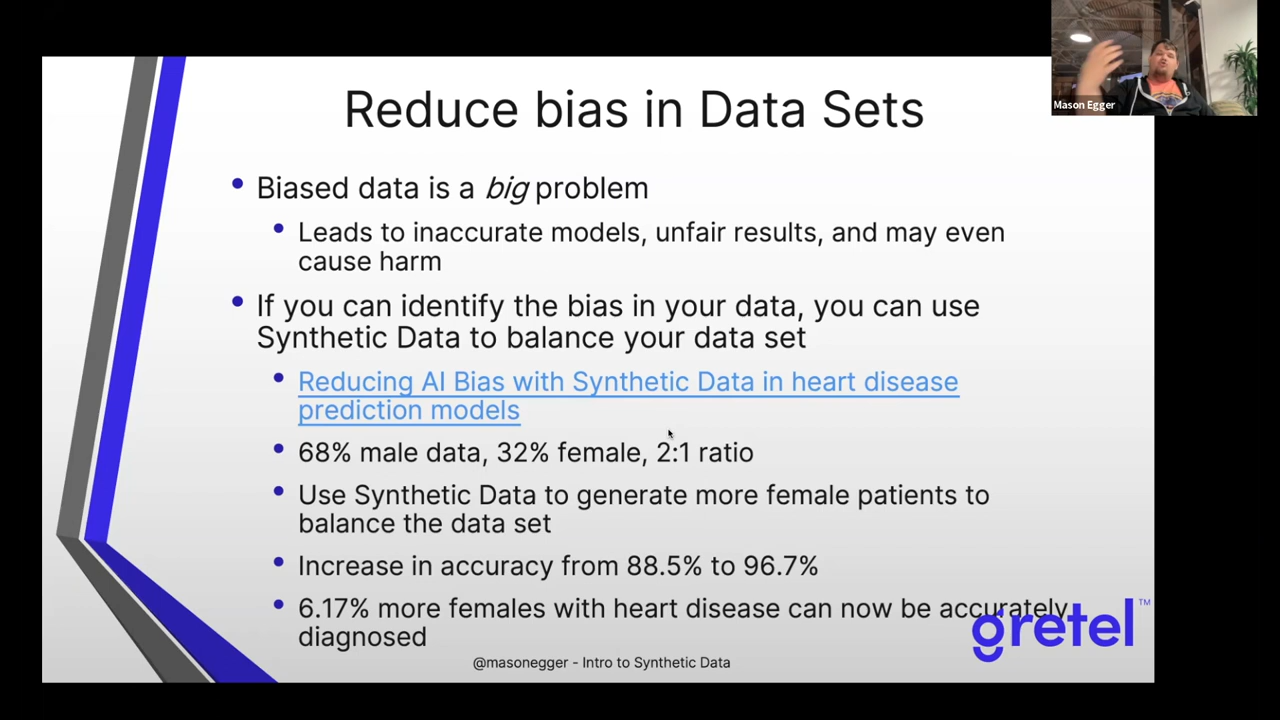 Mason Egger
Reduce bias in Data Sets
• Biased data is a big problem
• Leads to inaccurate models, unfair results, and may even
cause harm
• If you can identify the bias in your data, you can use
Synthetic Data to balance your data set
• Reducing AI Bias with Synthetic Data in heart disease
prediction models
• 68% male data, 32% female, 2:1 ratio
• Use Synthetic Data to generate more female patients to
balance the data set
• Increase in accuracy from 88.5% to 96.7%
• 6.17% more females with heart disease can now be accurately
diagnosed
gretel™
@masonegger - Intro to Synthetic Data